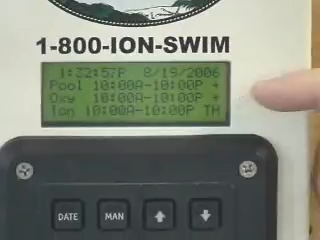 1-800-ION-SWIM
1:32:57P 8/19/2006
Pool 10:00A-10:00P +
Oxy 10:00A-10:00P +
Ion 10:00A-10:00P TH
DATE MAN